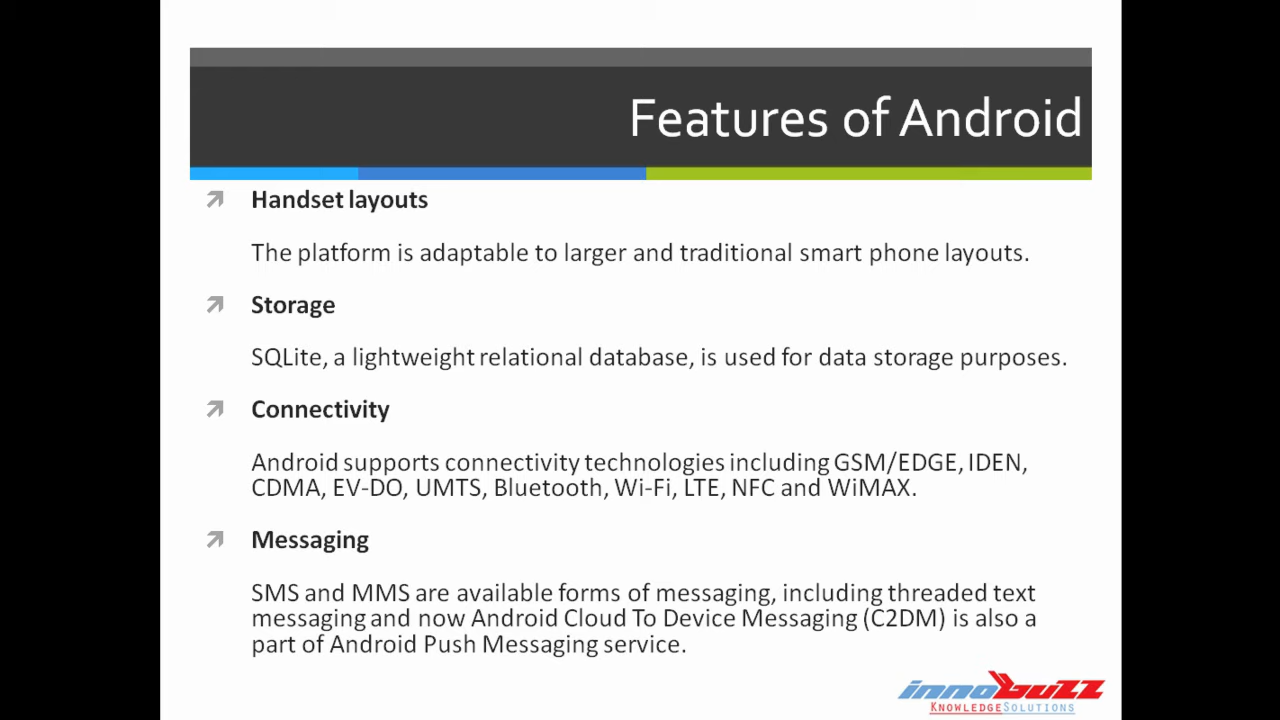 Features of Android
Handset layouts
The platform is adaptable to larger and traditional smart phone layouts.
Storage
SQLite, a lightweight relational database, is used for data storage purposes.
Connectivity
Android supports connectivity technologies including GSM/EDGE, IDEN,
CDMA, EV-DO, UMTS, Bluetooth, Wi-Fi, LTE, NFC and WiMAX.
Messaging
SMS and MMS are available forms of messaging, including threaded text
messaging and now Android Cloud To Device Messaging (C2DM) is also a
part of Android Push Messaging service.
innobuzz
KNOWLEDGESOLUTIONS